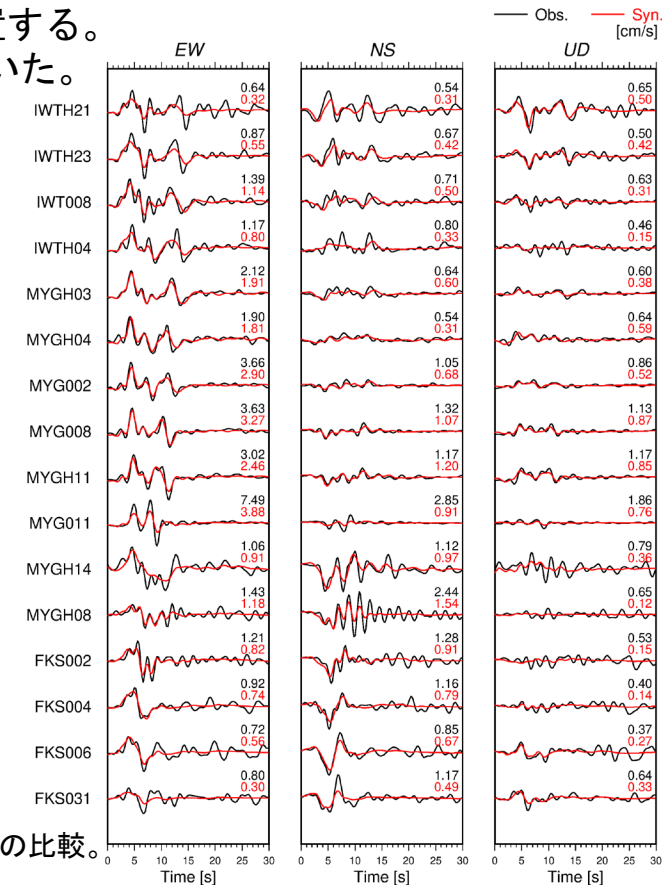 置する。
いた。
Obs. Syn.
[cm/s]
EW NS UD
IWTH21 0.64 0.32 0.54 0.31 0.65 0.50
IWTH23 0.87 0.55 0.67 0.42 0.50 0.42
IWT008 1.39 1.14 0.71 0.50 0.63 0.31
IWTH04 1.17 0.80 0.80 0.33 0.46 0.15
MYGH03 2.12 1.91 0.64 0.60 0.60 0.38
MYGH04 1.90 1.81 0.54 0.31 0.64 0.59
MYG002 3.66 2.90 1.05 0.68 0.86 0.52
MYG008 3.63 3.27 1.32 1.07 1.13 0.87
MYGH11 3.02 2.46 1.17 1.20 1.17 0.85
MYG011 7.49 3.88 2.85 0.91 1.86 0.76
MYGH14 1.06 0.91 1.12 0.97 0.79 0.36
MYGH08 1.43 1.18 2.44 1.54 0.65 0.12
FKS002 1.21 0.82 1.28 0.91 0.53 0.15
FKS004 0.92 0.74 1.16 0.79 0.40 0.14
FKS006 0.72 0.56 0.85 0.67 0.37 0.27
FKS031 0.80 0.30 1.17 0.49 0.64 0.33
の比較。
0 5 10 15 20 25 30 0 5 10 15 20 25 30 0 5 10 15 20 25 30
Time [s] Time [s] Time [s]